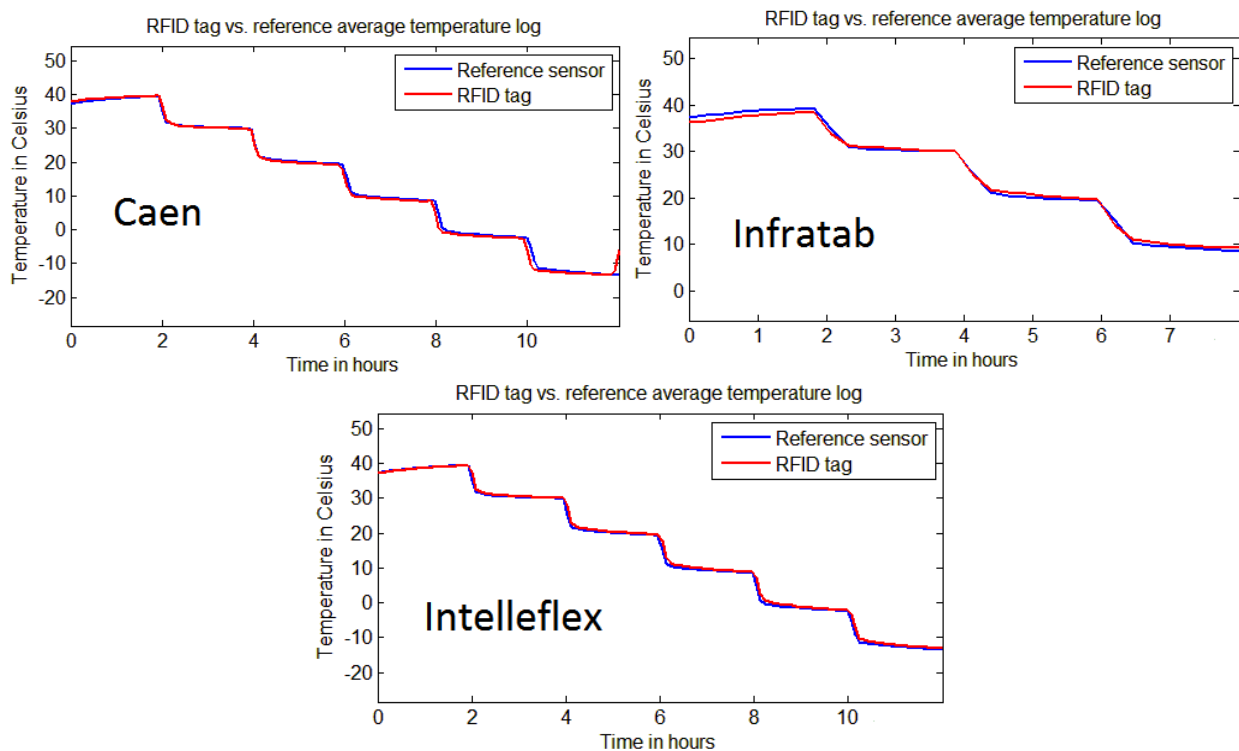 RFID tag vs. reference average temperature log
50
40
30
20
10
0
-10
-20
Temperature in Celsius
Reference sensor
RFID tag
Caen
0 2 4 6 8 10
Time in hours
RFID tag vs. reference average temperature log
50
40
30
20
10
0
Temperature in Celsius
Reference sensor
RFID tag
Infratab
0 1 2 3 4 5 6 7
Time in hours
RFID tag vs. reference average temperature log
50
40
30
20
10
0
-10
-20
Temperature in Celsius
Reference sensor
RFID tag
Intelleflex
0 2 4 6 8 10
Time in hours